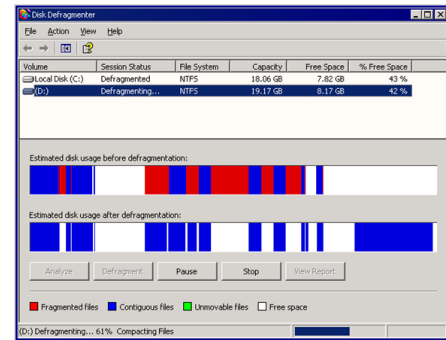 Disk Defragmenter
File Action View Help
Volume Session Status File System Capacity Free Space % Free Space
Local Disk (C:) Defragmented NTFS 18.06 GB 7.82 GB 43 %
(D:) Defragmenting... NTFS 19.17 GB 8.17 GB 42 %
Estimated disk usage before defragmentation:
Estimated disk usage after defragmentation:
Analyze Defragment Pause Stop View Report
Fragmented files Contiguous files Unmovable files Free space
(D:) Defragmenting... 61% Compacting Files